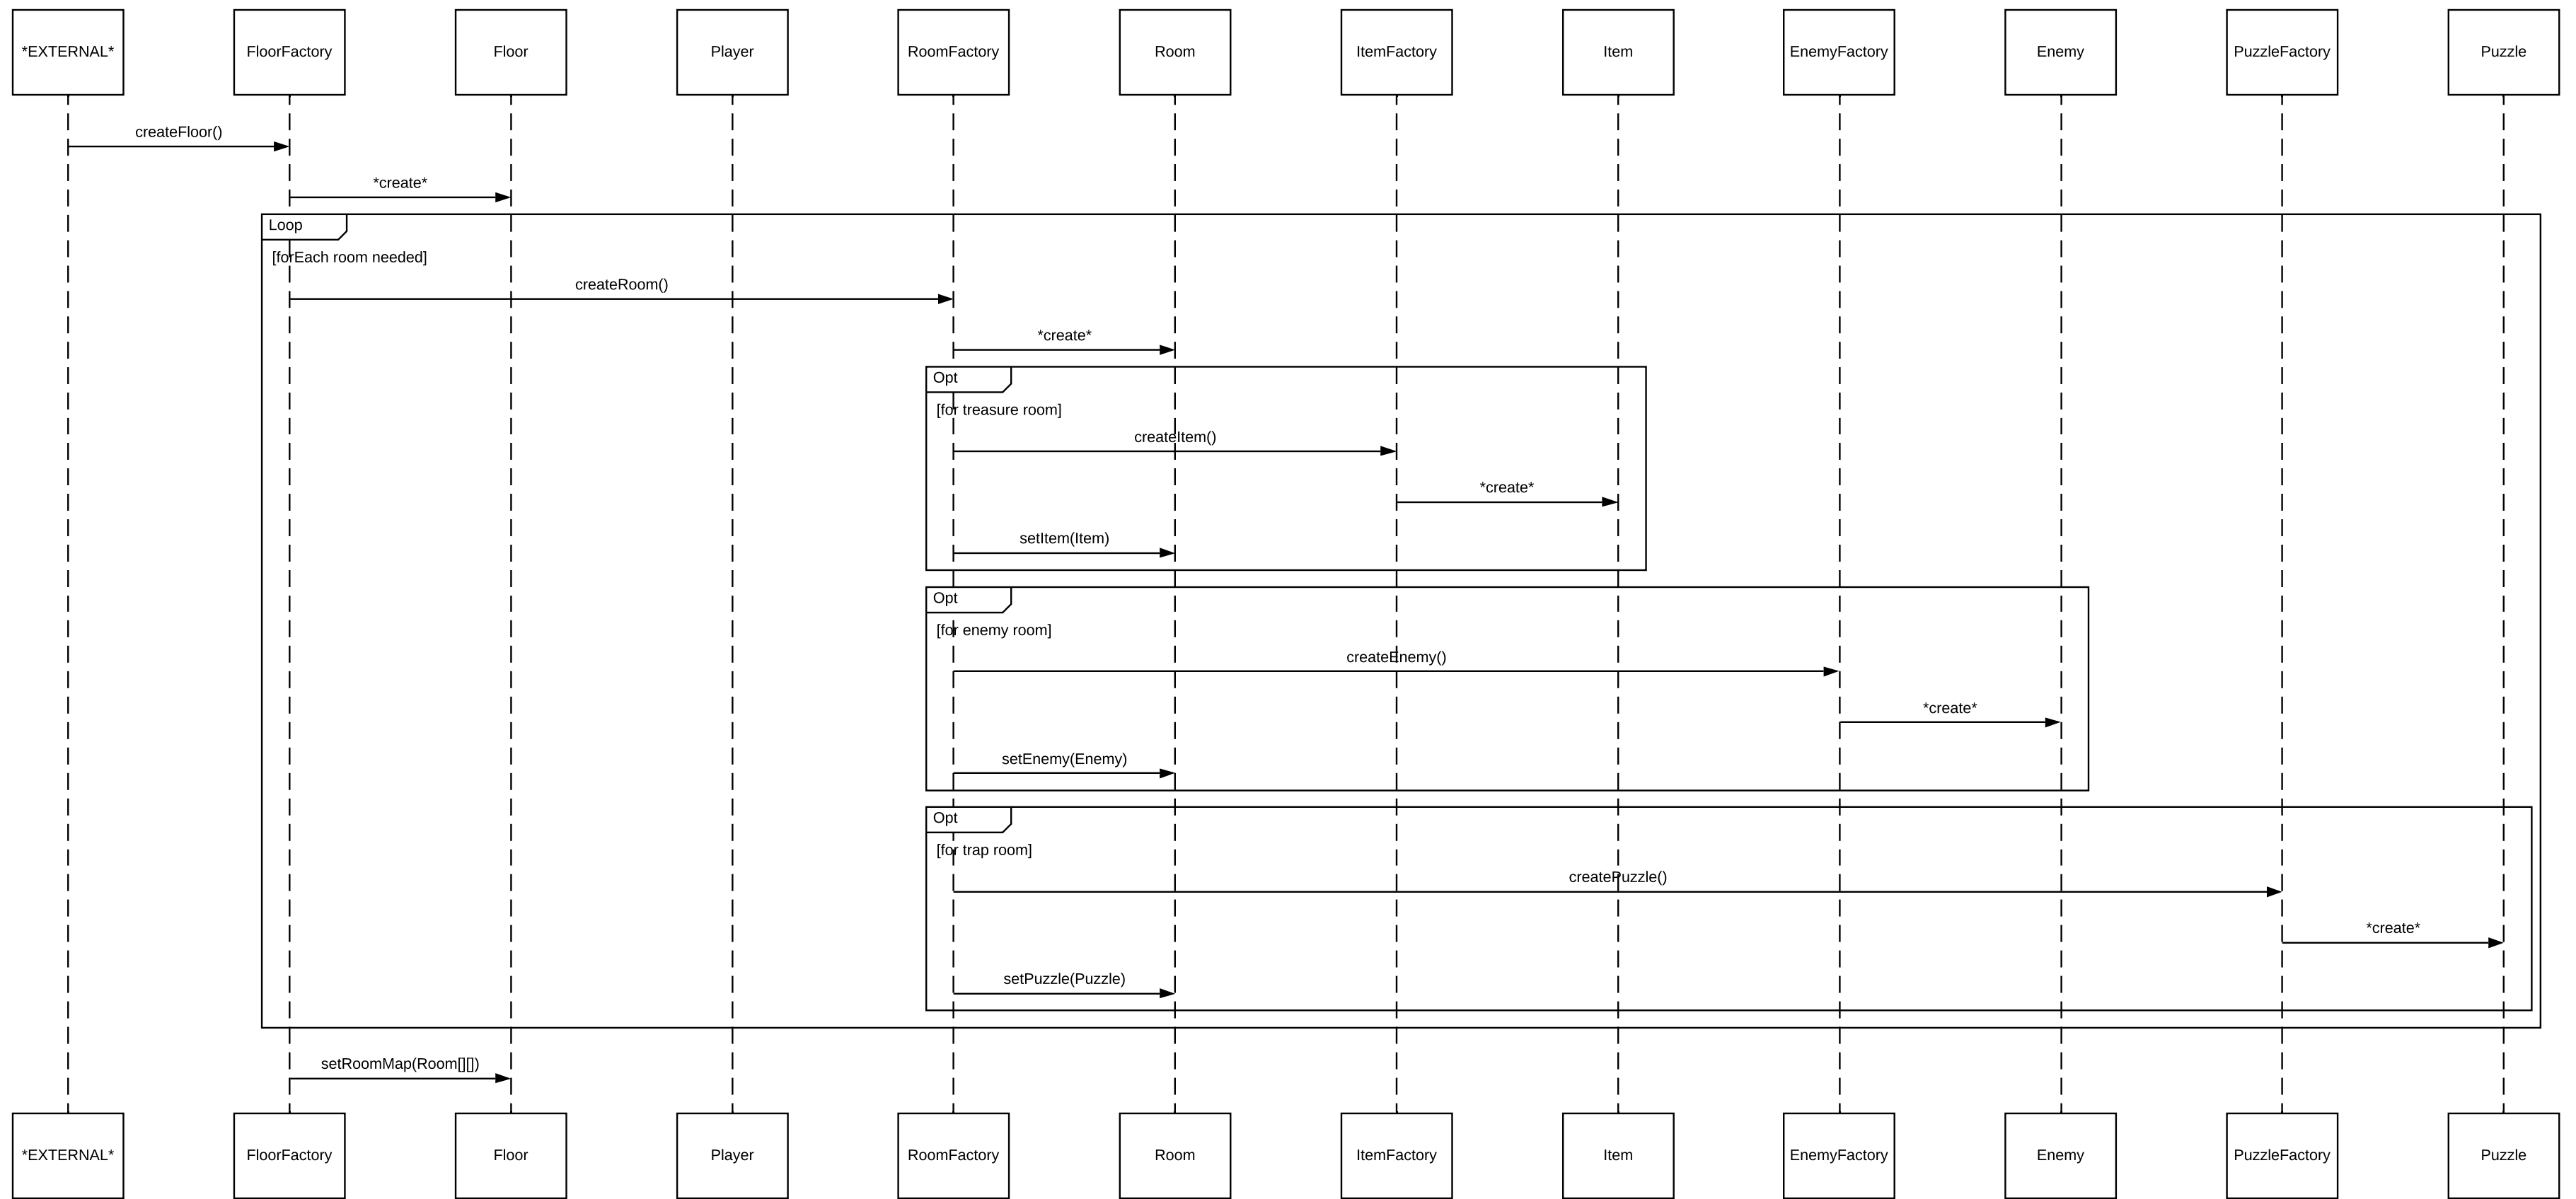 *EXTERNAL*
FloorFactory
Floor
Player
RoomFactory
Room
ItemFactory
Item
EnemyFactory
Enemy
PuzzleFactory
Puzzle
createFloor()
*create*
Loop
[forEach room needed]
createRoom()
*create*
Opt
[for treasure room]
createItem()
*create*
setItem(Item)
Opt
[for enemy room]
createEnemy()
*create*
setEnemy(Enemy)
Opt
[for trap room]
createPuzzle()
*create*
setPuzzle(Puzzle)
setRoomMap(Room[][])
*EXTERNAL*
FloorFactory
Floor
Player
RoomFactory
Room
ItemFactory
Item
EnemyFactory
Enemy
PuzzleFactory
Puzzle